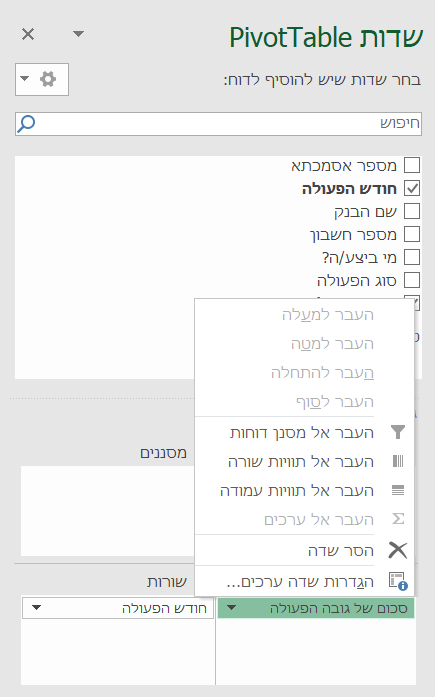 שדות PivotTable
בחר שדות שיש להוסיף לדוח:
חיפוש
מספר אסמכתא
חודש הפעולה
שם הבנק
מספר חשבון
מי ביצע/ה?
סוג הפעולה
העבר למעלה
העבר למטה
העבר להתחלה
העבר לסוף
העבר אל מסנן דוחות
העבר אל תוויות שורה
העבר אל תוויות עמודה
העבר אל ערכים
הסר שדה
הגדרות שדה ערכים...
מסננים
שורות
סכום של גובה הפעולה
חודש הפעולה